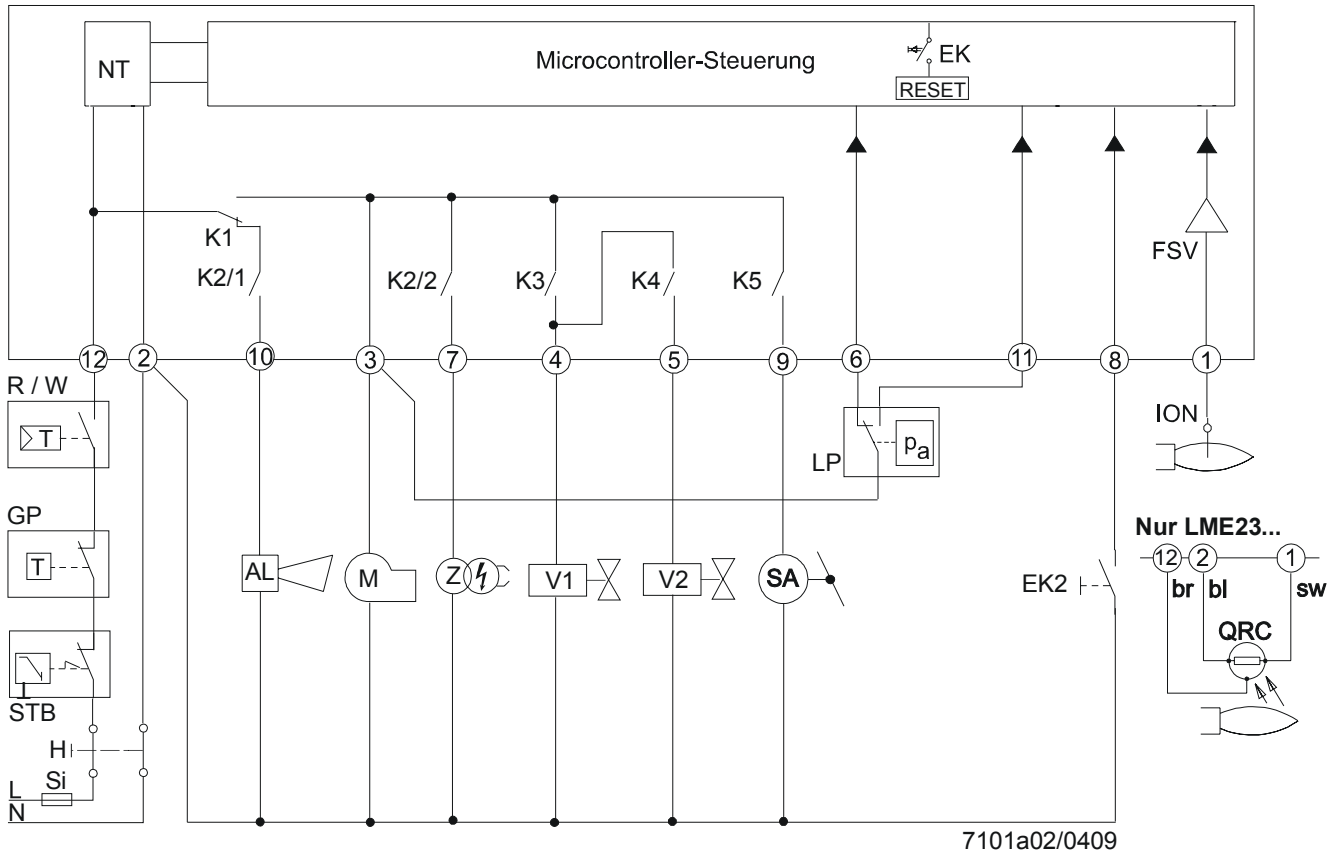 NT
Microcontroller-Steuerung
EK
RESET
K1
FSV
K2/1
K2/2
K3
K4
K5
12
2
10
3
7
4
5
9
6
11
8
1
R / W
T
ION
LP
pa
GP
T
Nur LME23...
12
2
1
AL
M
Z
V1
V2
SA
EK2
br
bl
sw
QRC
STB
H
Si
L
N
7101a02/0409